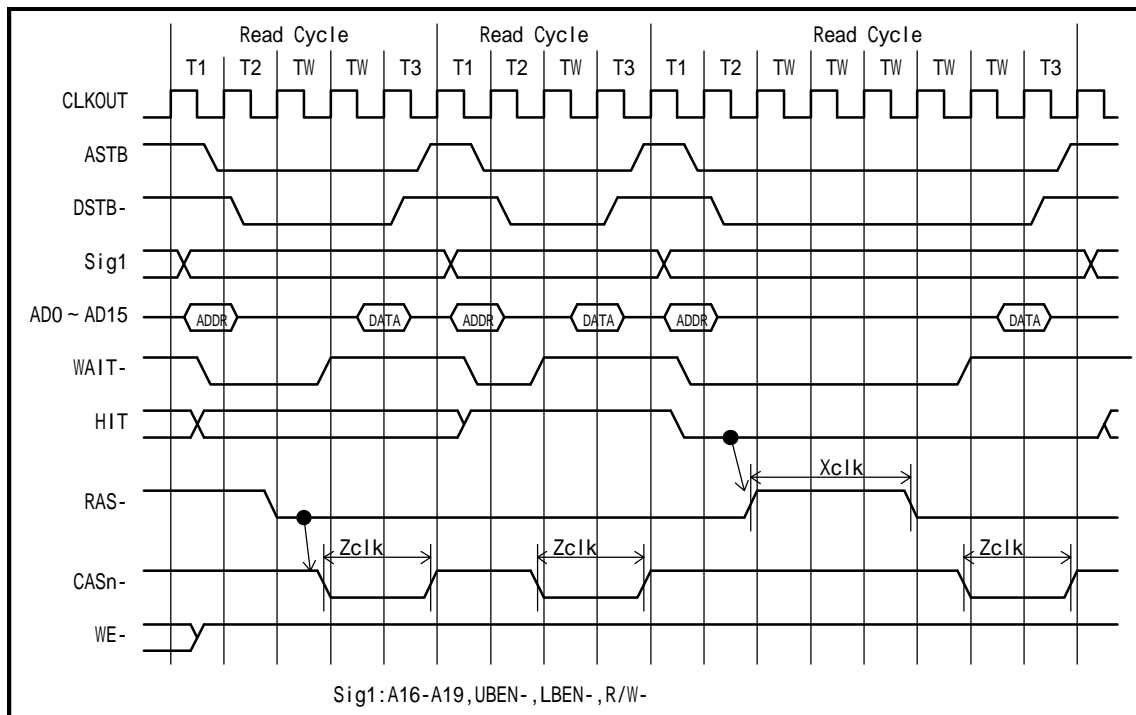 Read Cycle Read Cycle Read Cycle
T1 T2 TW TW T3 T1 T2 TW T3 T1 T2 TW TW TW TW TW T3
CLKOUT
ASTB
DSTB-
Sig1
AD0 ~ AD15 ADDR DATA ADDR DATA ADDR DATA
WAIT-
HIT
Xclk
RAS-
Zclk Zclk Zclk
CASn-
WE-
Sig1:A16-A19,UBEN-,LBEN-,R/W-